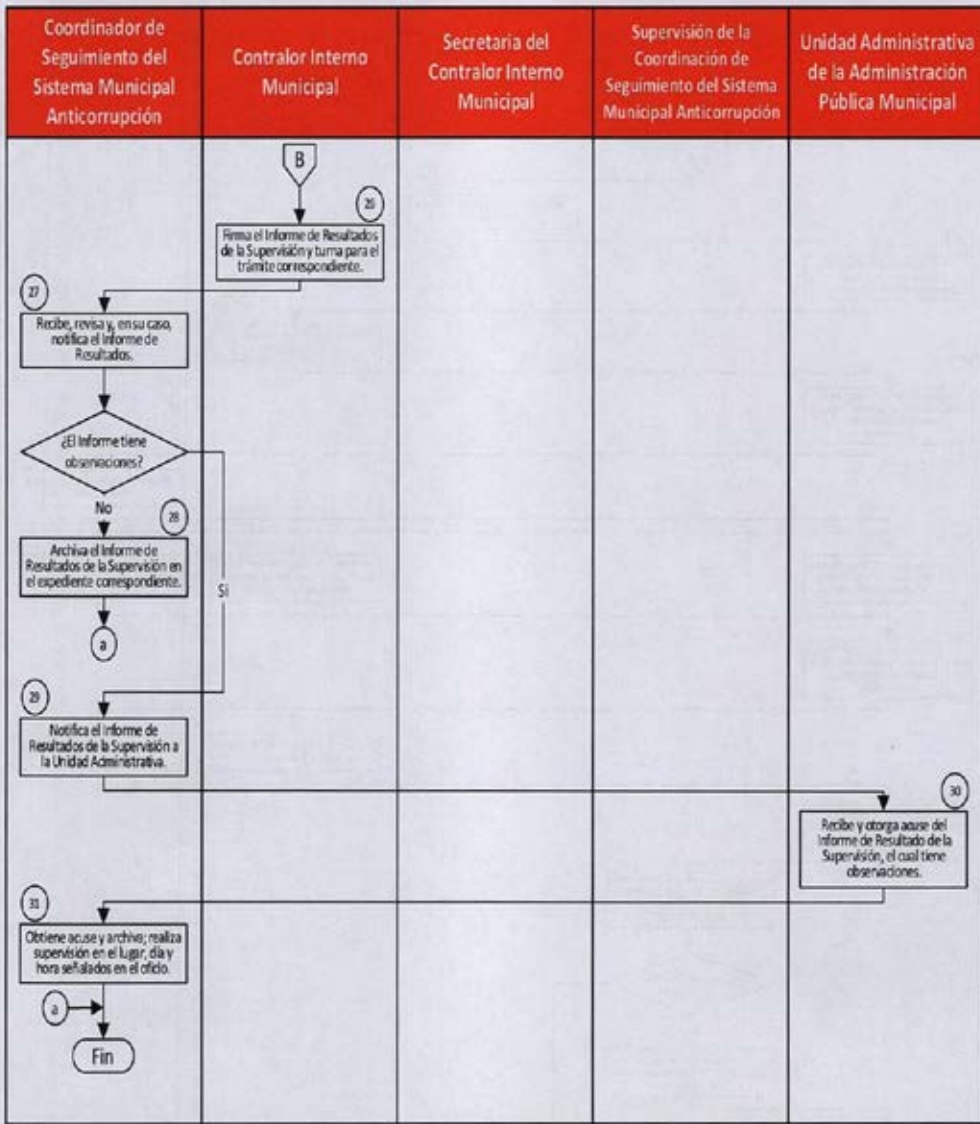 Coordinador de
Seguimiento del
Sistema Municipal
Anticorrupción
Contralor Interno
Municipal
Secretaria del
Contralor Interno
Municipal
Supervisión de la
Coordinación de
Seguimiento del Sistema
Municipal Anticorrupción
Unidad Administrativa
de la Administración
Pública Municipal
B
26
Firma el Informe de Resultados
de la Supervisión y turna para el
trámite correspondiente.
27
Recibe, revisa y, en su caso,
notifica el Informe de
Resultados.
¿El Informe tiene
observaciones?
No
Si
28
Archiva el Informe de
Resultados de la Supervisión en
el expediente correspondiente.
a
29
Notifica el Informe de
Resultados de la Supervisión a
la Unidad Administrativa.
30
Recibe y otorga acuse del
Informe de Resultado de la
Supervisión, el cual tiene
observaciones.
31
Obtiene acuse y archiva; realiza
supervisión en el lugar, día y
hora señalados en el oficio.
a
Fin